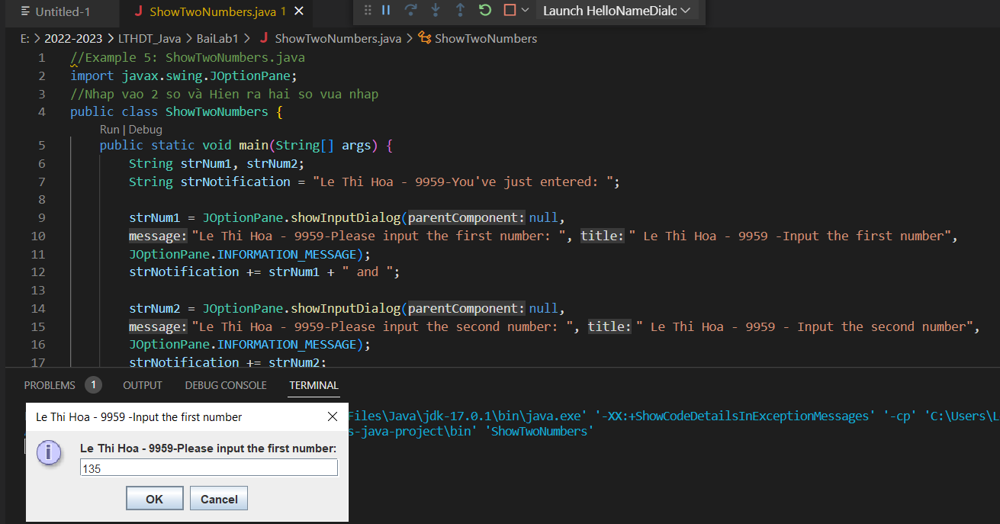 Untitled-1 J ShowTwoNumbers.java 1 Launch HelloNameDialc
E: > 2022-2023 > LTHDT_Java > BaiLab1 > J ShowTwoNumbers.java > ShowTwoNumbers
1 //Example 5: ShowTwoNumbers.java
2 import javax.swing.JOptionPane;
3 //Nhap vao 2 so và Hien ra hai so vua nhap
4 public class ShowTwoNumbers {
Run | Debug
5 public static void main(String[] args) {
6 String strNum1, strNum2;
7 String strNotification = "Le Thi Hoa - 9959-You've just entered: ";
8
9 strNum1 = JOptionPane.showInputDialog(parentComponent: null,
10 message: "Le Thi Hoa - 9959-Please input the first number: ", title: " Le Thi Hoa - 9959 -Input the first number",
11 JOptionPane.INFORMATION_MESSAGE);
12 strNotification += strNum1 + " and ";
13
14 strNum2 = JOptionPane.showInputDialog(parentComponent: null,
15 message: "Le Thi Hoa - 9959-Please input the second number: ", title: " Le Thi Hoa - 9959 - Input the second number",
16 JOptionPane.INFORMATION_MESSAGE);
17 strNotification += strNum2;
PROBLEMS 1 OUTPUT DEBUG CONSOLE TERMINAL
Files\Java\jdk-17.0.1\bin\java.exe' '-XX:+ShowCodeDetailsInExceptionMessages' '-cp' 'C:\Users\L
s-java-project\bin' 'ShowTwoNumbers'
Le Thi Hoa - 9959 -Input the first number
Le Thi Hoa - 9959-Please input the first number:
135
OK Cancel